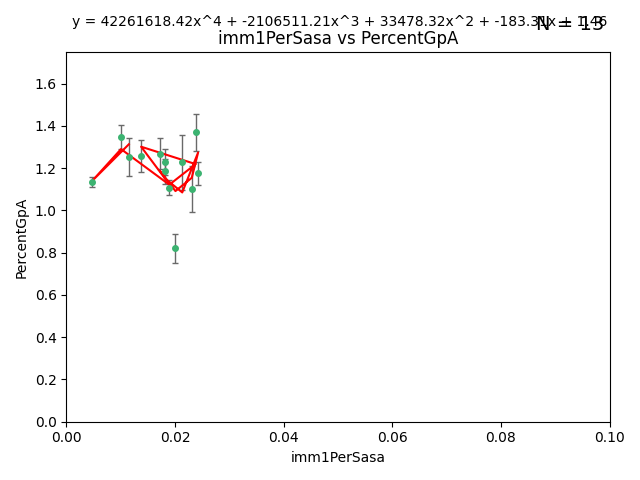 y = 42261618.42x^4 + -2106511.21x^3 + 33478.32x^2 + -183.31x + 1.46
N = 13
imm1PerSasa vs PercentGpA
1.6
1.4
1.2
1.0
0.8
0.6
0.4
0.2
0.0
PercentGpA
0.00 0.02 0.04 0.06 0.08 0.10
imm1PerSasa